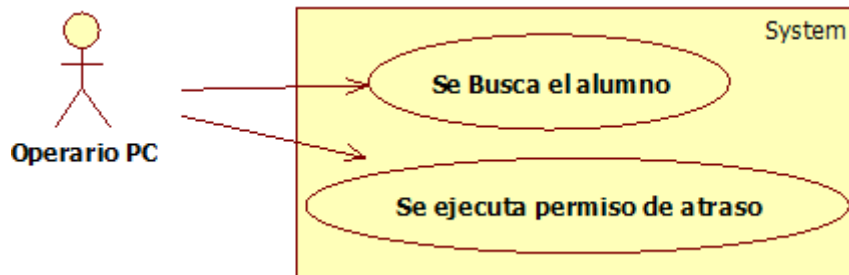 System
Se Busca el alumno
Operario PC
Se ejecuta permiso de atraso